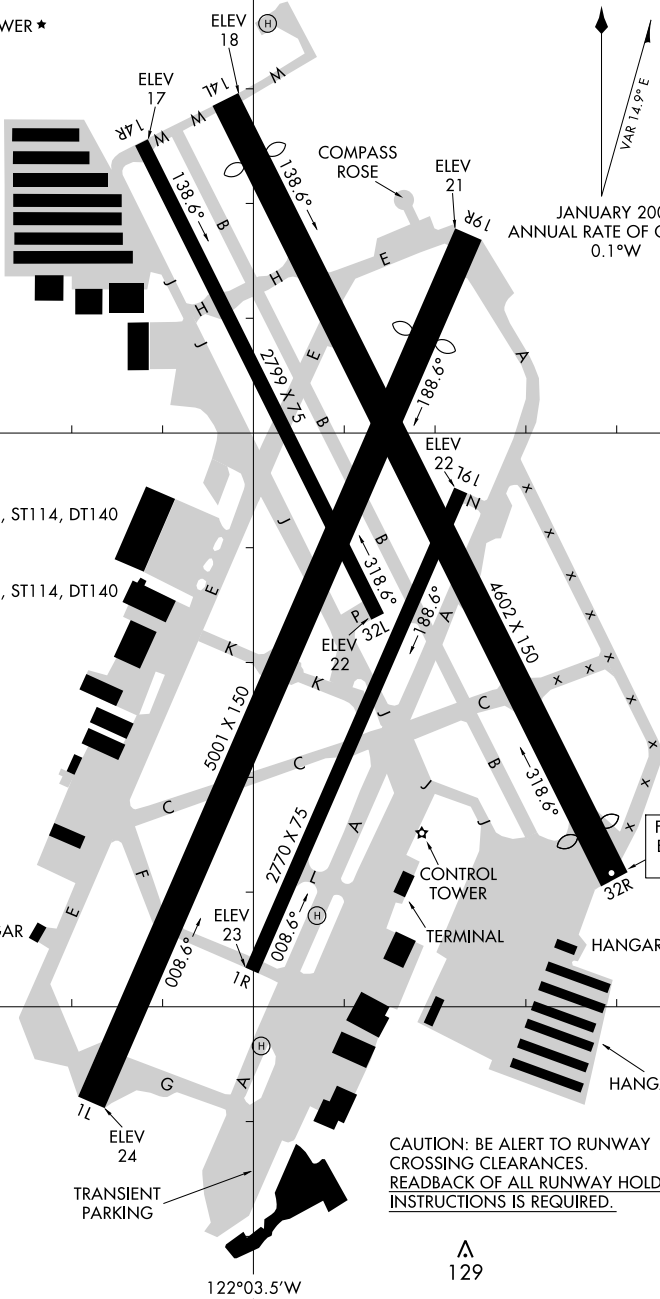 WER ★
ELEV
18
H
ELEV
17
14L
14R
W
W
W
VAR 14.9° E
COMPASS
ROSE
ELEV
21
19R
JANUARY 200
ANNUAL RATE OF C
0.1°W
138.6°
138.6°
B
H
E
J
H
J
E
2799 X 75
B
188.6°
A
ELEV
22
19L
N
, ST114, DT140
J
B
318.6°
, ST114, DT140
E
P
32L
ELEV
22
188.6°
A
4602 X 150
K
K
J
C
5001 X 150
C
B
C
2770 X 75
A
J
J
318.6°
CONTROL
TOWER
F
E
32R
F
L
E
H
ELEV
23
TERMINAL
GAR
008.6°
008.6°
1R
HANGAR
H
G
A
1L
ELEV
24
HANGA
CAUTION: BE ALERT TO RUNWAY
CROSSING CLEARANCES.
READBACK OF ALL RUNWAY HOLD
INSTRUCTIONS IS REQUIRED.
TRANSIENT
PARKING
129
122°03.5'W